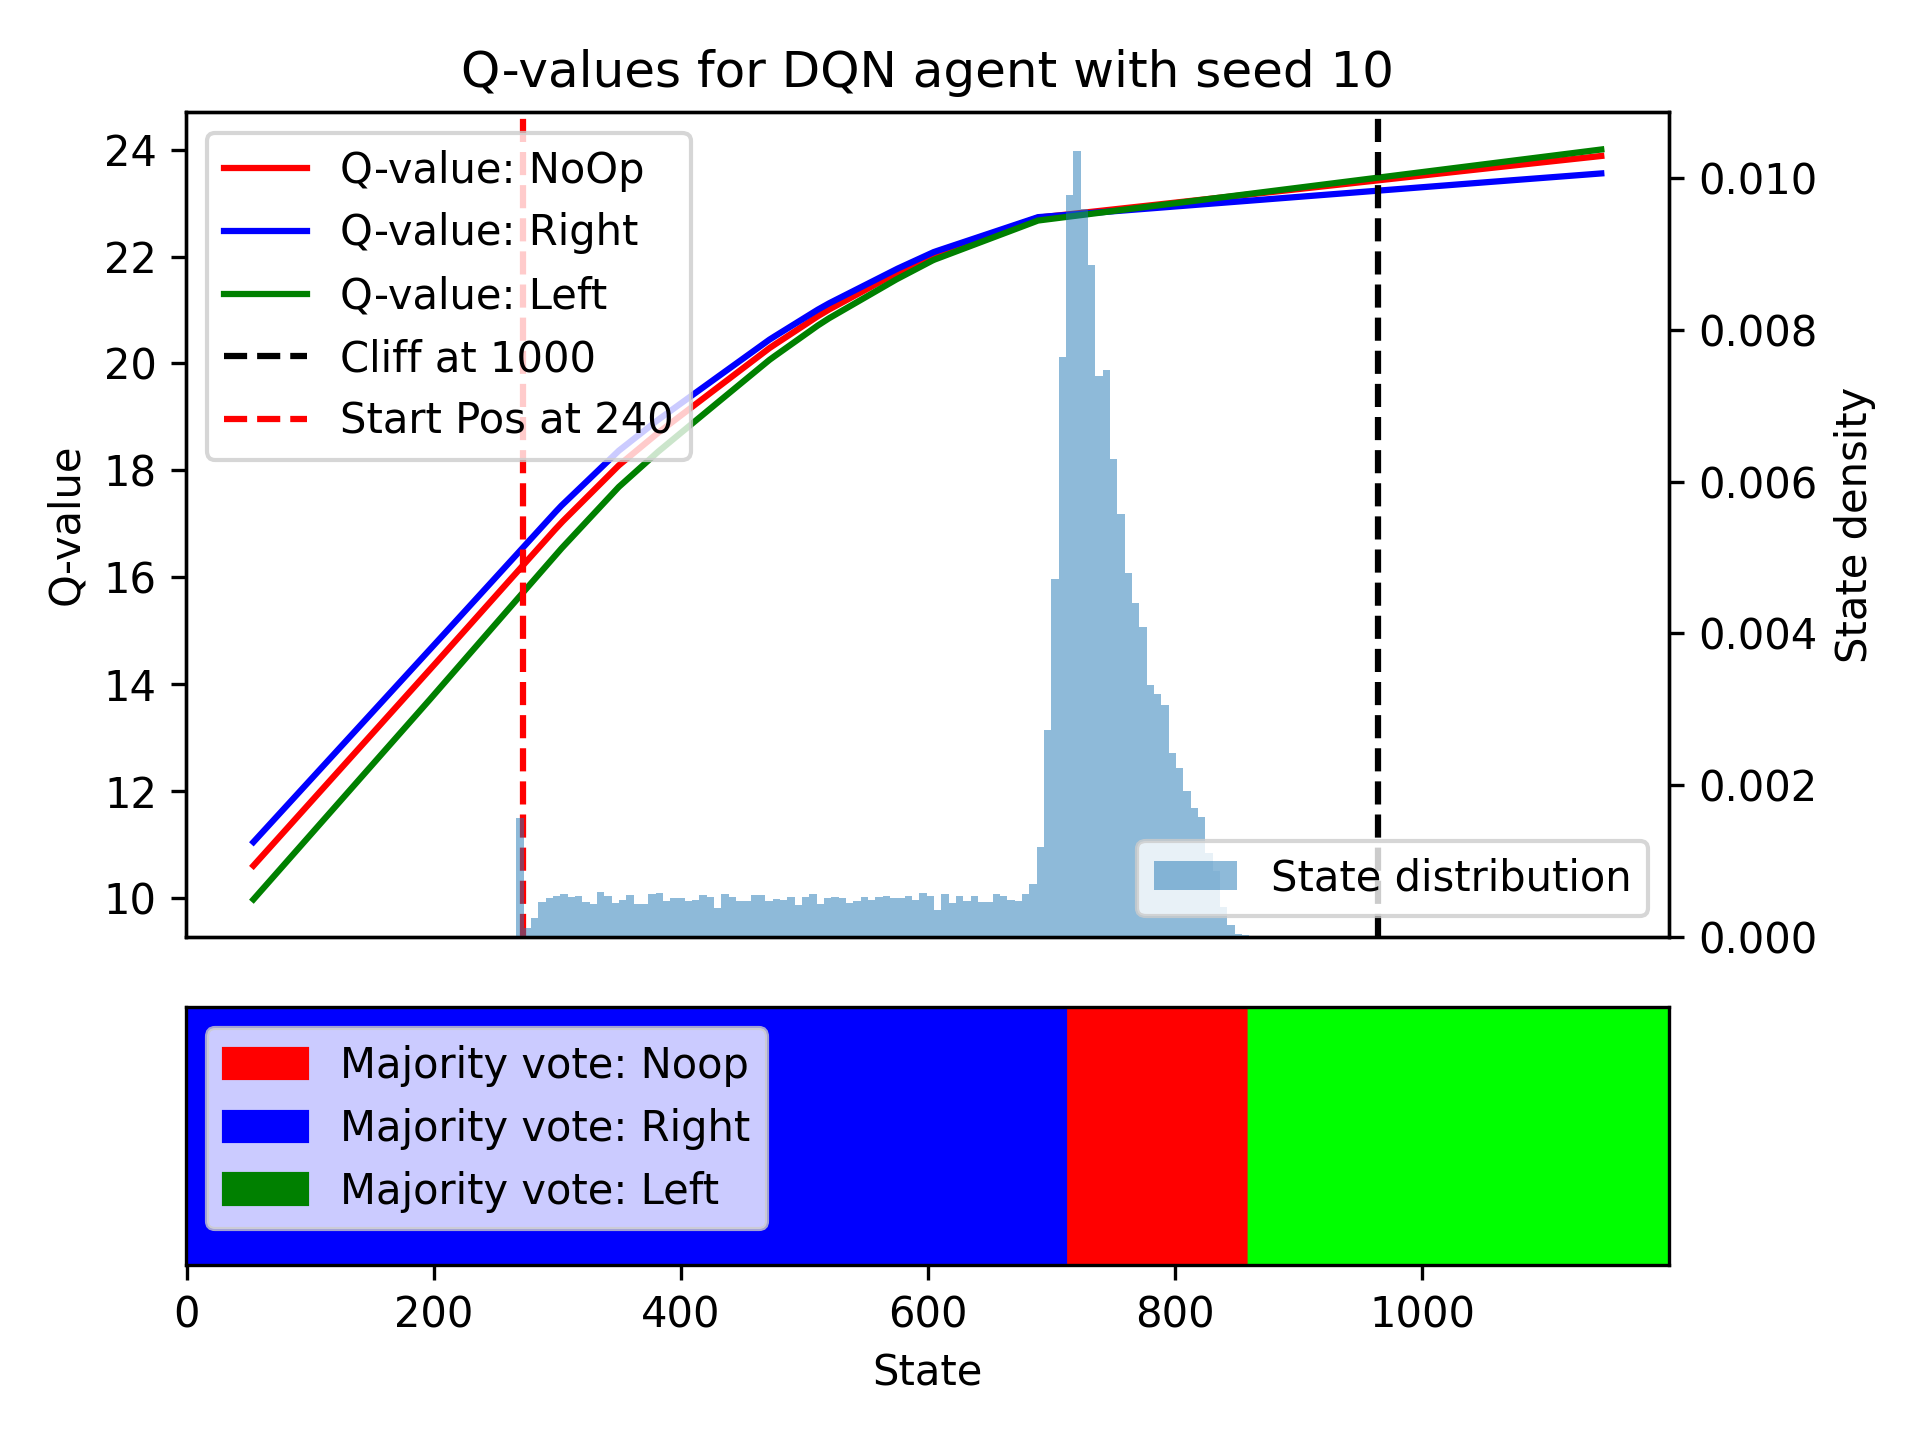 Q-values for DQN agent with seed 10
Q-value: NoOp
Q-value: Right
Q-value: Left
Cliff at 1000
Start Pos at 240
24
22
20
18
16
14
12
10
Q-value
0.010
0.008
0.006
0.004
0.002
0.000
State density
State distribution
Majority vote: Noop
Majority vote: Right
Majority vote: Left
0 200 400 600 800 1000
State